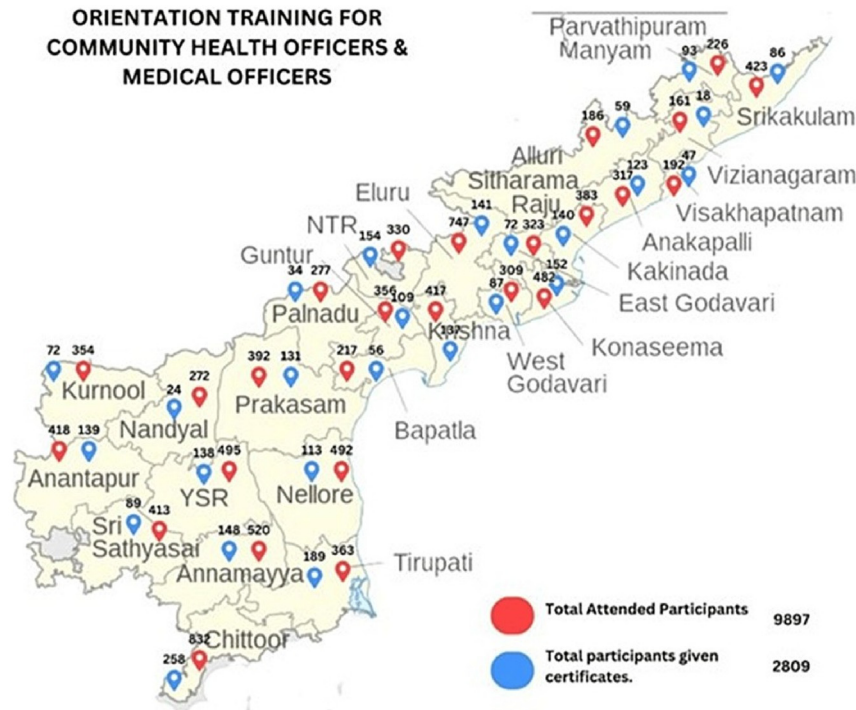 ORIENTATION TRAINING FOR
COMMUNITY HEALTH OFFICERS &
MEDICAL OFFICERS
Parvathipuram
Manyam
93 226
423 86
Srikakulam
161 18
186 59
Vizianagaram
Alluri
Sitharama
Raju
317 123
192 47
Visakhapatnam
383
Anakapalli
Eluru
747 141
72 323
140
Kakinada
NTR
154 330
Guntur
34 277
Palnadu
356 109
417
Krishna
137
87 309
482 152
East Godavari
Konaseema
West
Godavari
72 354
Kurnool
24 272
Nandyal
392 131
Prakasam
217 56
Bapatla
418 139
Anantapur
138 495
YSR
113 492
Nellore
89 413
Sri
Sathyasai
148 520
Annamayya
189 363
Tirupati
Chittoor
258 832
Total Attended Participants 9897
Total participants given
certificates. 2809